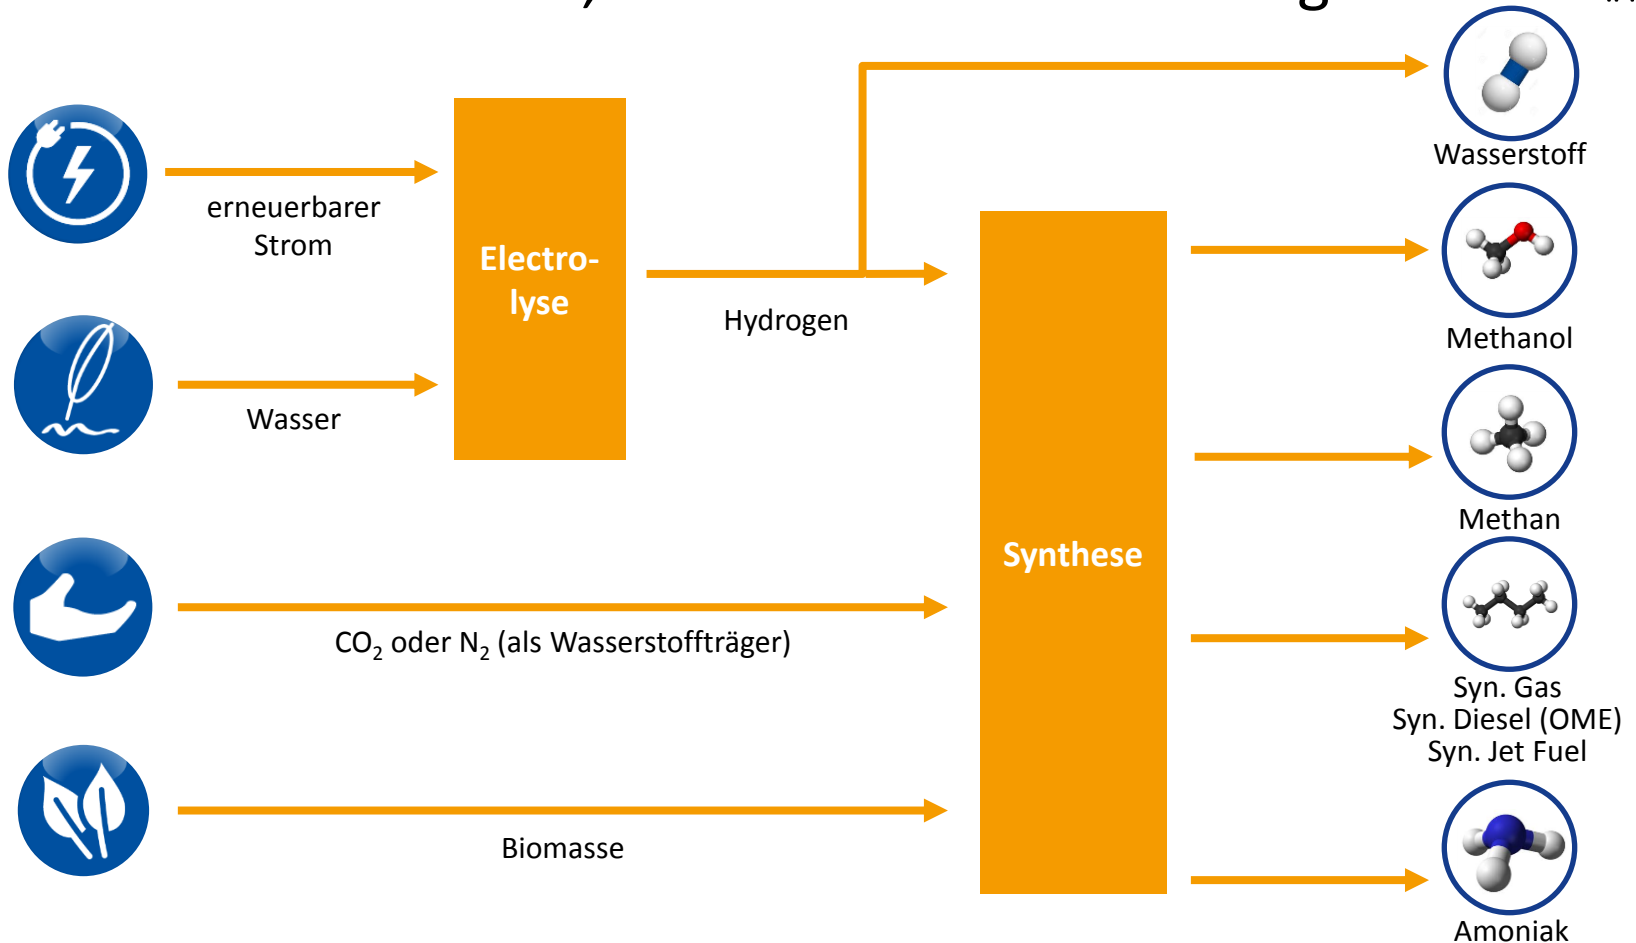 erneuerbarer
Strom
Wasser
Electro-
lyse
Hydrogen
CO₂ oder N₂ (als Wasserstoffträger)
Biomasse
Synthese
Wasserstoff
Methanol
Methan
Syn. Gas
Syn. Diesel (OME)
Syn. Jet Fuel
Amoniak